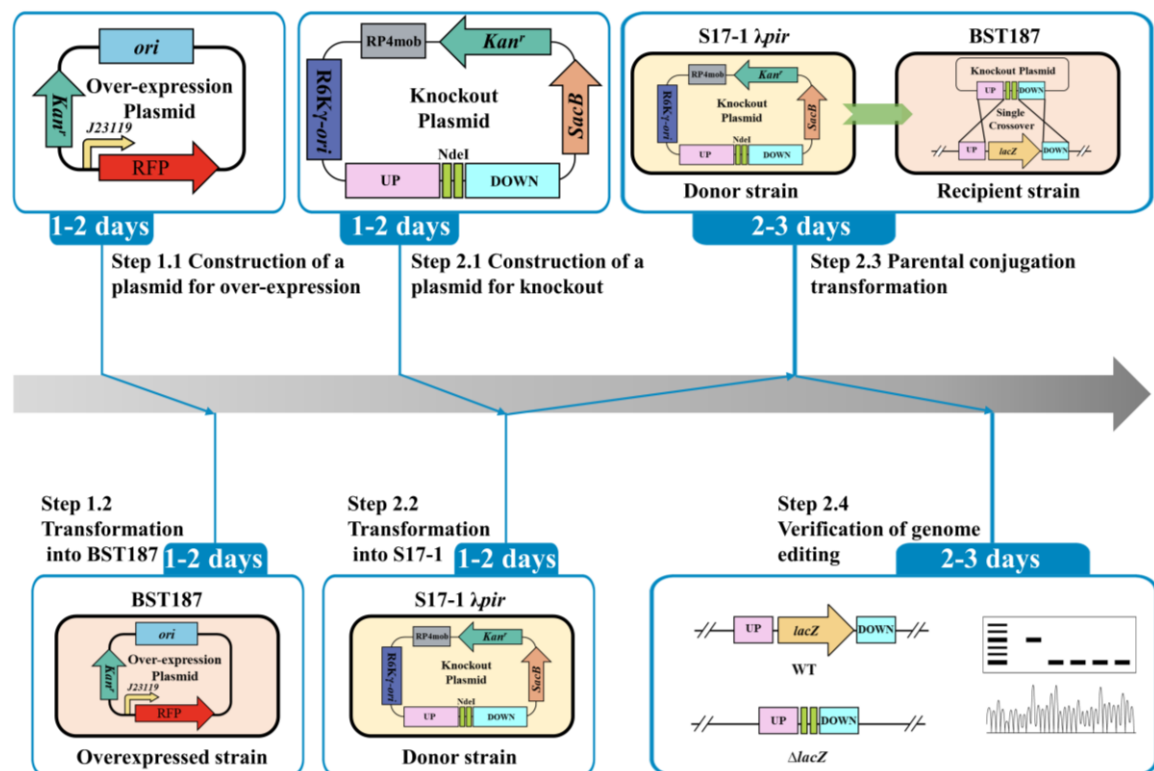 ori
Over-expression
Plasmid
Kanʳ
J23119
RFP
1-2 days
Step 1.1 Construction of a
plasmid for over-expression
RP4mob
Kanʳ
R6Kγ-ori
Knockout
Plasmid
SacB
NdeI
UP
DOWN
1-2 days
Step 2.1 Construction of a
plasmid for knockout
S17-1 λpir
RP4mob
Kanʳ
R6Kγ-ori
Knockout
Plasmid
SacB
NdeI
UP
DOWN
Donor strain
BST187
Knockout Plasmid
UP
DOWN
Single
Crossover
UP
lacZ
DOWN
Recipient strain
2-3 days
Step 2.3 Parental conjugation
transformation
Step 1.2
Transformation
into BST187
1-2 days
BST187
ori
Over-expression
Plasmid
Kanʳ
J23119
RFP
Overexpressed strain
Step 2.2
Transformation
into S17-1
1-2 days
S17-1 λpir
RP4mob
Kanʳ
R6Kγ-ori
Knockout
Plasmid
SacB
NdeI
UP
DOWN
Donor strain
Step 2.4
Verification of genome
editing
2-3 days
UP
lacZ
DOWN
WT
UP
DOWN
ΔlacZ